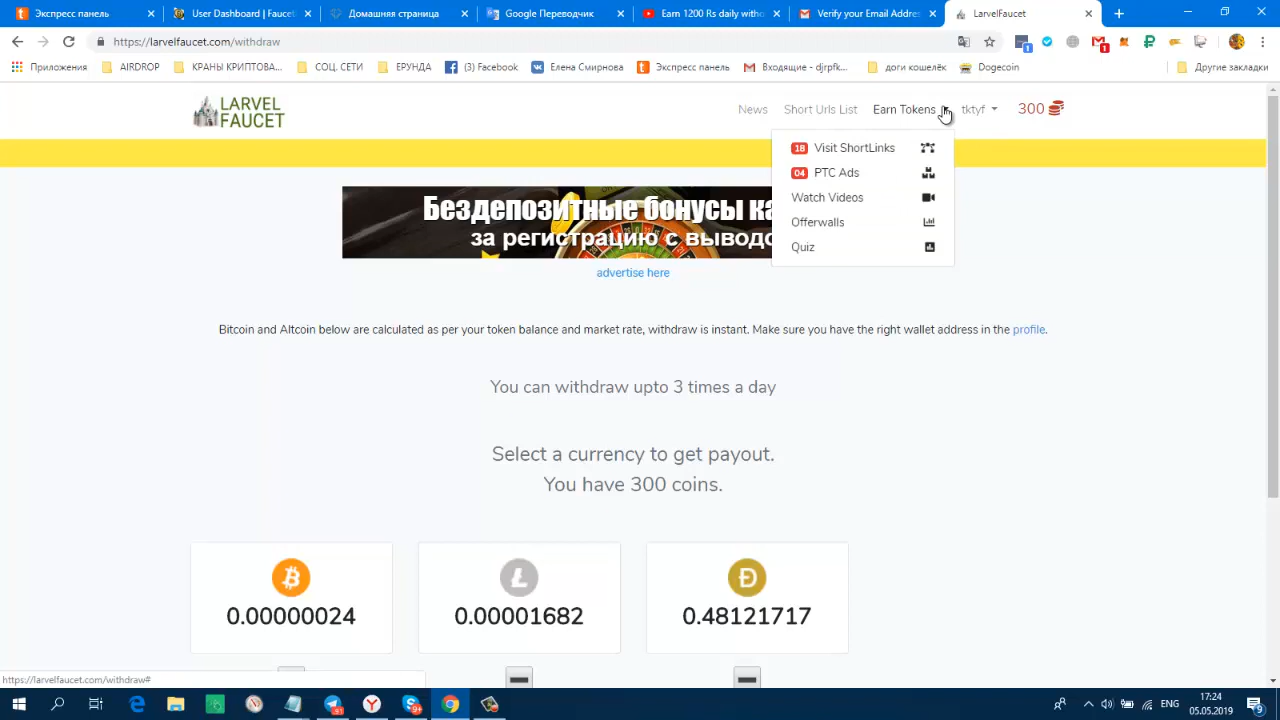 Экспресс панель
User Dashboard | Fauceti
Домашняя страница
Google Переводчик
Earn 1200 Rs daily witho
Verify your Email Addres
LarvelFaucet
https://larvelfaucet.com/withdraw
Приложения
AIRDROP
КРАНЫ КРИПТОВА...
СОЦ. СЕТИ
ЕРУНДА
(3) Facebook
Елена Смирнова
Экспресс панель
Входящие - djrpfk...
доги кошелёк
Dogecoin
Другие закладки
LARVEL
FAUCET
News
Short Urls List
Earn Tokens
tktyf
300
18 Visit ShortLinks
04 PTC Ads
Watch Videos
Offerwalls
Quiz
Бездепозитные бонусы ка
за регистрацию с выводо
advertise here
Bitcoin and Altcoin below are calculated as per your token balance and market rate, withdraw is instant. Make sure you have the right wallet address in the profile.
You can withdraw upto 3 times a day
Select a currency to get payout.
You have 300 coins.
0.00000024
0.00001682
0.48121717
https://larvelfaucet.com/withdraw#
ENG
17:24
05.05.2019